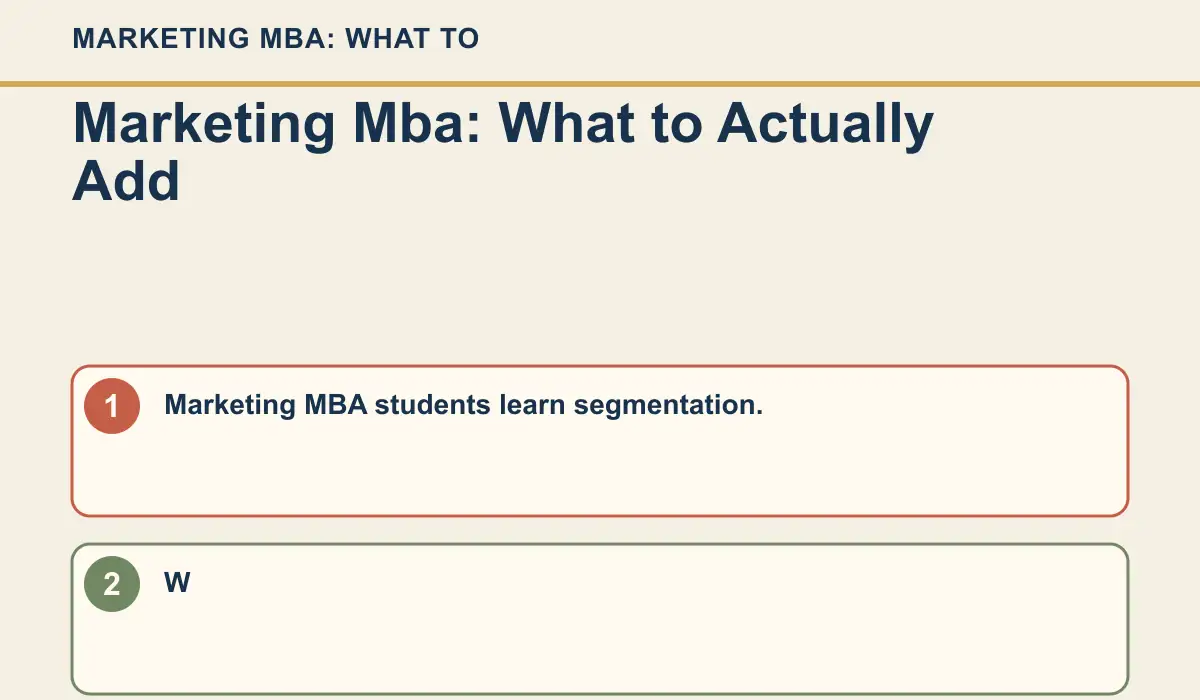 MARKETING MBA: WHAT TO
Marketing Mba: What to Actually
Add
1
Marketing MBA students learn segmentation.
2
W